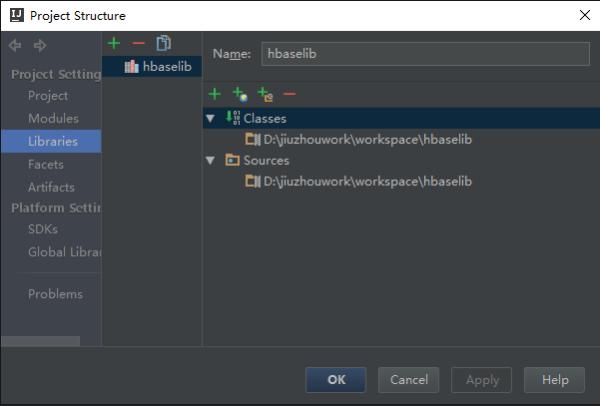 Project Structure
Project Setting
Project
Modules
Libraries
Facets
Artifacts
Platform Settin
SDKs
Global Librar
Problems
hbaselib
Name: hbaselib
Classes
D:\jiuzhouwork\workspace\hbaselib
Sources
D:\jiuzhouwork\workspace\hbaselib
OK Cancel Apply Help